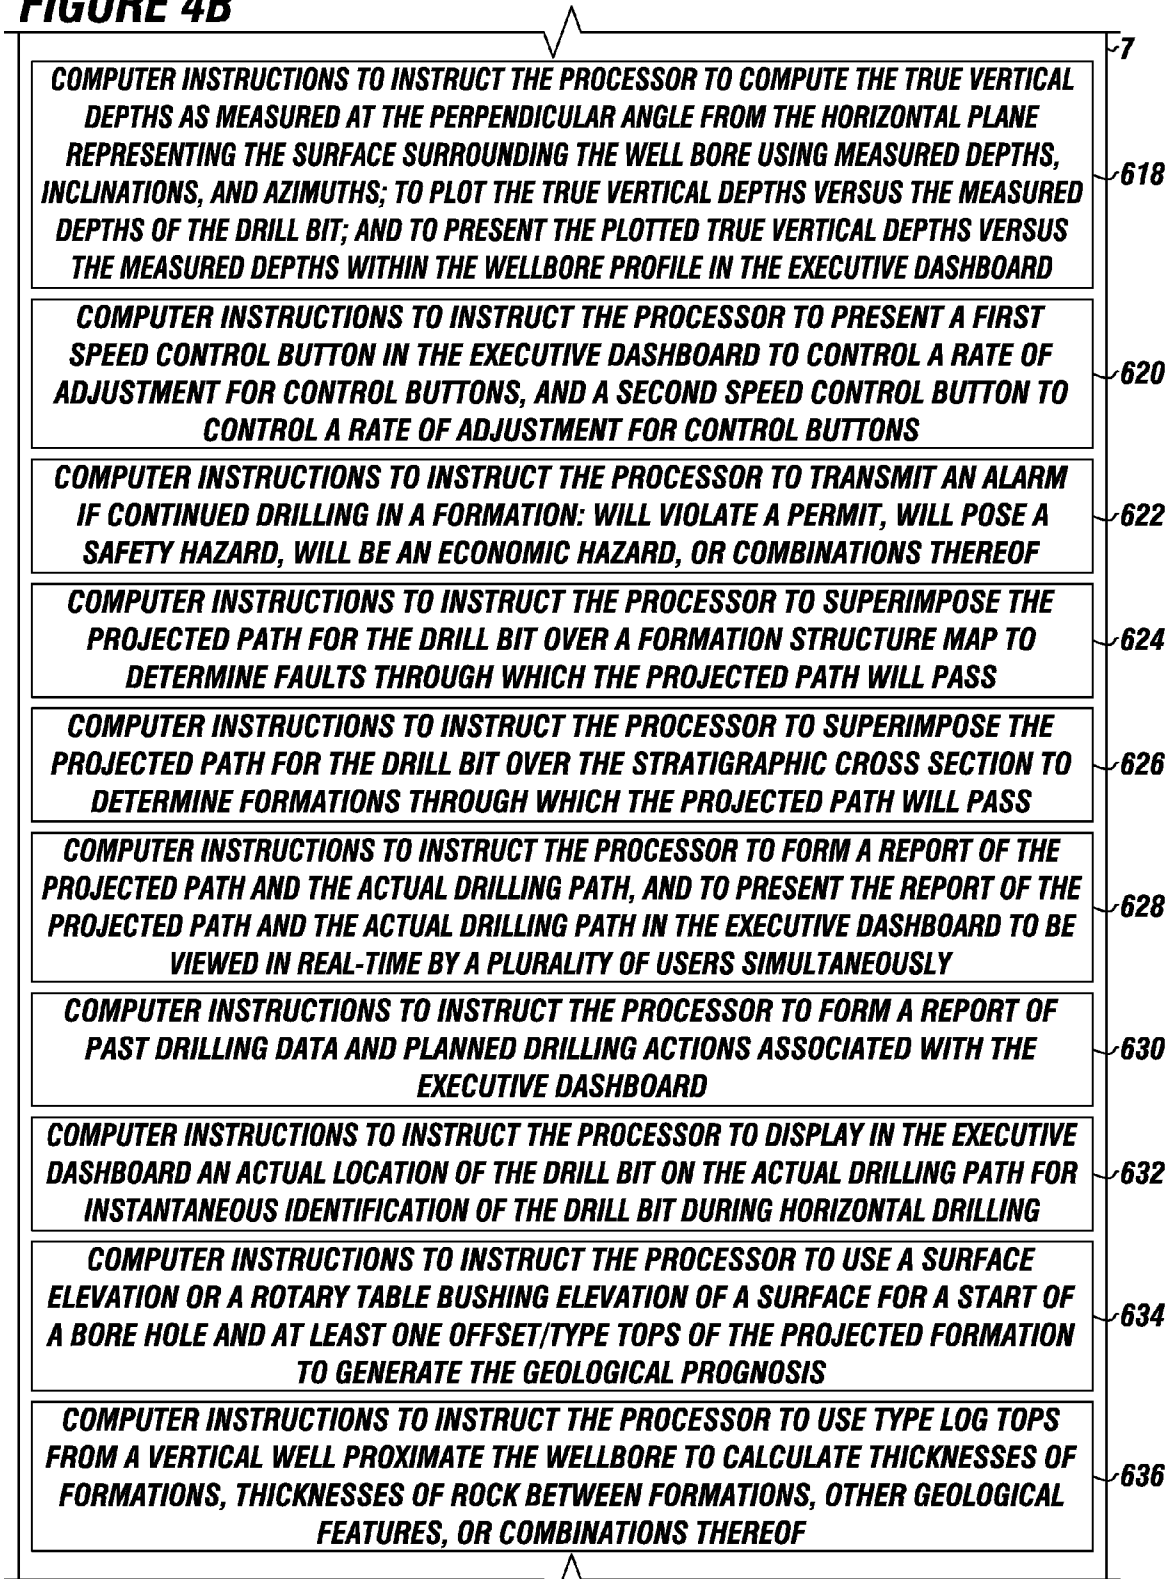 FIGURE 4B
7
COMPUTER INSTRUCTIONS TO INSTRUCT THE PROCESSOR TO COMPUTE THE TRUE VERTICAL
DEPTHS AS MEASURED AT THE PERPENDICULAR ANGLE FROM THE HORIZONTAL PLANE
REPRESENTING THE SURFACE SURROUNDING THE WELL BORE USING MEASURED DEPTHS,
INCLINATIONS, AND AZIMUTHS; TO PLOT THE TRUE VERTICAL DEPTHS VERSUS THE MEASURED
DEPTHS OF THE DRILL BIT; AND TO PRESENT THE PLOTTED TRUE VERTICAL DEPTHS VERSUS
THE MEASURED DEPTHS WITHIN THE WELLBORE PROFILE IN THE EXECUTIVE DASHBOARD
618
COMPUTER INSTRUCTIONS TO INSTRUCT THE PROCESSOR TO PRESENT A FIRST
SPEED CONTROL BUTTON IN THE EXECUTIVE DASHBOARD TO CONTROL A RATE OF
ADJUSTMENT FOR CONTROL BUTTONS, AND A SECOND SPEED CONTROL BUTTON TO
CONTROL A RATE OF ADJUSTMENT FOR CONTROL BUTTONS
620
COMPUTER INSTRUCTIONS TO INSTRUCT THE PROCESSOR TO TRANSMIT AN ALARM
IF CONTINUED DRILLING IN A FORMATION: WILL VIOLATE A PERMIT, WILL POSE A
SAFETY HAZARD, WILL BE AN ECONOMIC HAZARD, OR COMBINATIONS THEREOF
622
COMPUTER INSTRUCTIONS TO INSTRUCT THE PROCESSOR TO SUPERIMPOSE THE
PROJECTED PATH FOR THE DRILL BIT OVER A FORMATION STRUCTURE MAP TO
DETERMINE FAULTS THROUGH WHICH THE PROJECTED PATH WILL PASS
624
COMPUTER INSTRUCTIONS TO INSTRUCT THE PROCESSOR TO SUPERIMPOSE THE
PROJECTED PATH FOR THE DRILL BIT OVER THE STRATIGRAPHIC CROSS SECTION TO
DETERMINE FORMATIONS THROUGH WHICH THE PROJECTED PATH WILL PASS
626
COMPUTER INSTRUCTIONS TO INSTRUCT THE PROCESSOR TO FORM A REPORT OF THE
PROJECTED PATH AND THE ACTUAL DRILLING PATH, AND TO PRESENT THE REPORT OF THE
PROJECTED PATH AND THE ACTUAL DRILLING PATH IN THE EXECUTIVE DASHBOARD TO BE
VIEWED IN REAL-TIME BY A PLURALITY OF USERS SIMULTANEOUSLY
628
COMPUTER INSTRUCTIONS TO INSTRUCT THE PROCESSOR TO FORM A REPORT OF
PAST DRILLING DATA AND PLANNED DRILLING ACTIONS ASSOCIATED WITH THE
EXECUTIVE DASHBOARD
630
COMPUTER INSTRUCTIONS TO INSTRUCT THE PROCESSOR TO DISPLAY IN THE EXECUTIVE
DASHBOARD AN ACTUAL LOCATION OF THE DRILL BIT ON THE ACTUAL DRILLING PATH FOR
INSTANTANEOUS IDENTIFICATION OF THE DRILL BIT DURING HORIZONTAL DRILLING
632
COMPUTER INSTRUCTIONS TO INSTRUCT THE PROCESSOR TO USE A SURFACE
ELEVATION OR A ROTARY TABLE BUSHING ELEVATION OF A SURFACE FOR A START OF
A BORE HOLE AND AT LEAST ONE OFFSET/TYPE TOPS OF THE PROJECTED FORMATION
TO GENERATE THE GEOLOGICAL PROGNOSIS
634
COMPUTER INSTRUCTIONS TO INSTRUCT THE PROCESSOR TO USE TYPE LOG TOPS
FROM A VERTICAL WELL PROXIMATE THE WELLBORE TO CALCULATE THICKNESSES OF
FORMATIONS, THICKNESSES OF ROCK BETWEEN FORMATIONS, OTHER GEOLOGICAL
FEATURES, OR COMBINATIONS THEREOF
636